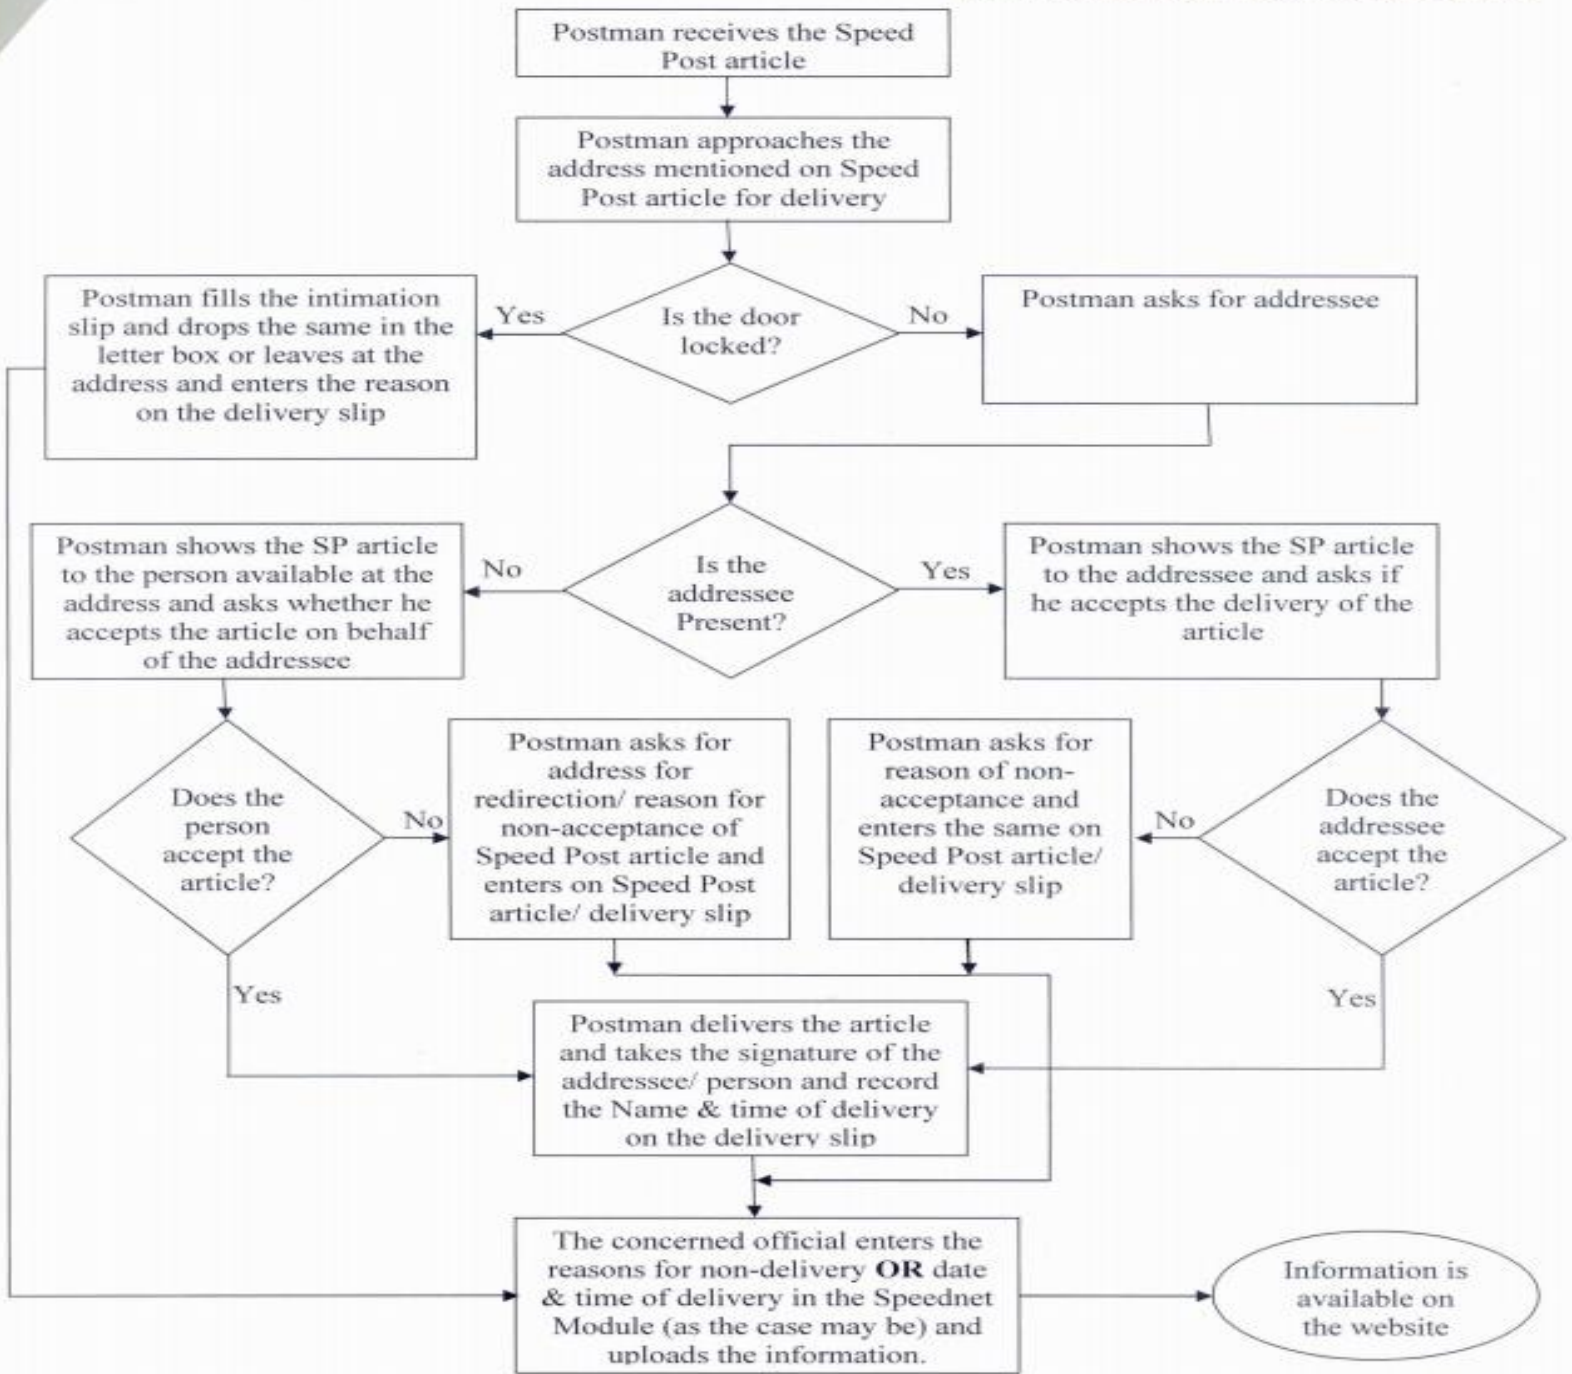 Postman receives the Speed
Post article
Postman approaches the
address mentioned on Speed
Post article for delivery
Is the door
locked?
Yes
No
Postman fills the intimation
slip and drops the same in the
letter box or leaves at the
address and enters the reason
on the delivery slip
Postman asks for addressee
Is the
addressee
Present?
No
Yes
Postman shows the SP article
to the person available at the
address and asks whether he
accepts the article on behalf
of the addressee
Postman shows the SP article
to the addressee and asks if
he accepts the delivery of the
article
Does the
person
accept the
article?
No
Postman asks for
address for
redirection/ reason for
non-acceptance of
Speed Post article and
enters on Speed Post
article/ delivery slip
Postman asks for
reason of non-
acceptance and
enters the same on
Speed Post article/
delivery slip
No
Does the
addressee
accept the
article?
Yes
Yes
Postman delivers the article
and takes the signature of the
addressee/ person and record
the Name & time of delivery
on the delivery slip
The concerned official enters the
reasons for non-delivery OR date
& time of delivery in the Speednet
Module (as the case may be) and
uploads the information.
Information is
available on
the website